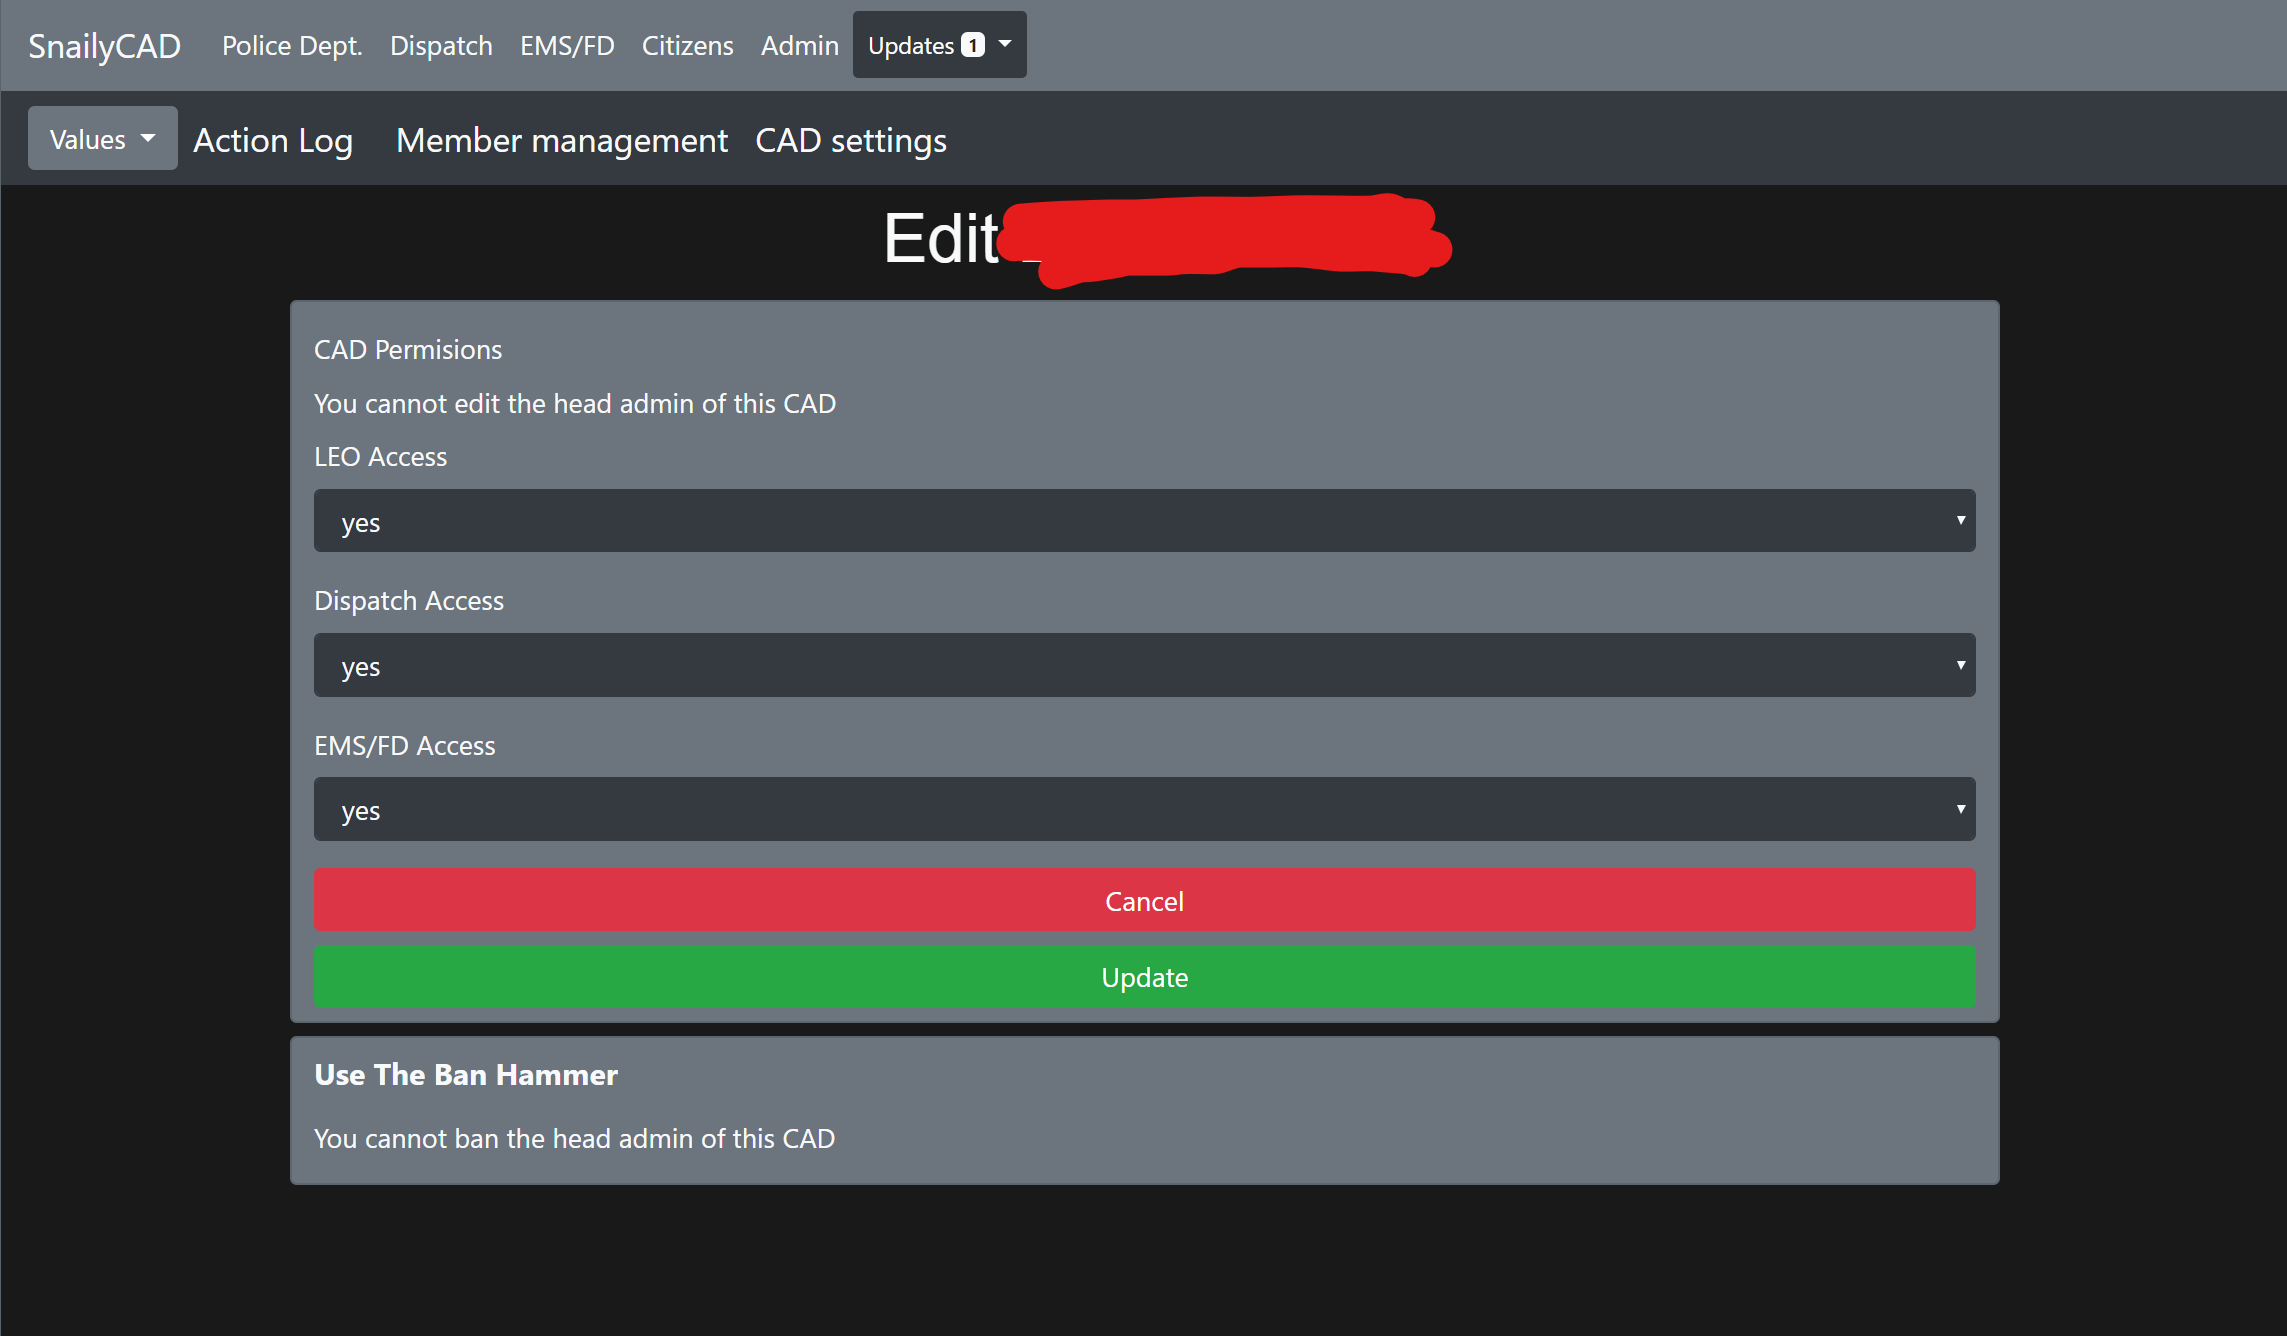 SnailyCAD Police Dept. Dispatch EMS/FD Citizens Admin Updates 1
Values Action Log Member management CAD settings
Edit
CAD Permisions
You cannot edit the head admin of this CAD
LEO Access
yes
Dispatch Access
yes
EMS/FD Access
yes
Cancel
Update
Use The Ban Hammer
You cannot ban the head admin of this CAD